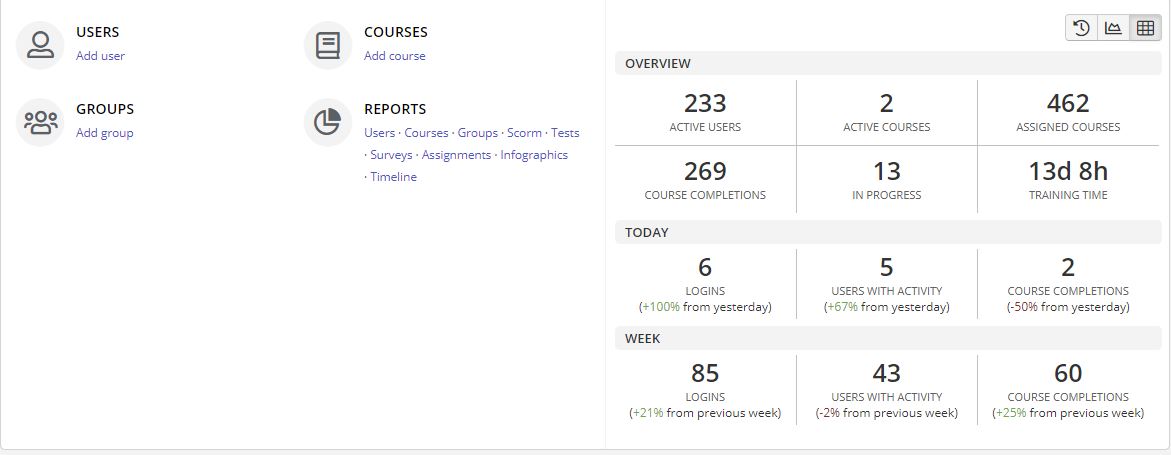 USERS
Add user
COURSES
Add course
GROUPS
Add group
REPORTS
Users · Courses · Groups · Scorm · Tests
· Surveys · Assignments · Infographics
· Timeline
OVERVIEW
233
ACTIVE USERS
2
ACTIVE COURSES
462
ASSIGNED COURSES
269
COURSE COMPLETIONS
13
IN PROGRESS
13d 8h
TRAINING TIME
TODAY
6
LOGINS
(+100% from yesterday)
5
USERS WITH ACTIVITY
(+67% from yesterday)
2
COURSE COMPLETIONS
(-50% from yesterday)
WEEK
85
LOGINS
(+21% from previous week)
43
USERS WITH ACTIVITY
(-2% from previous week)
60
COURSE COMPLETIONS
(+25% from previous week)